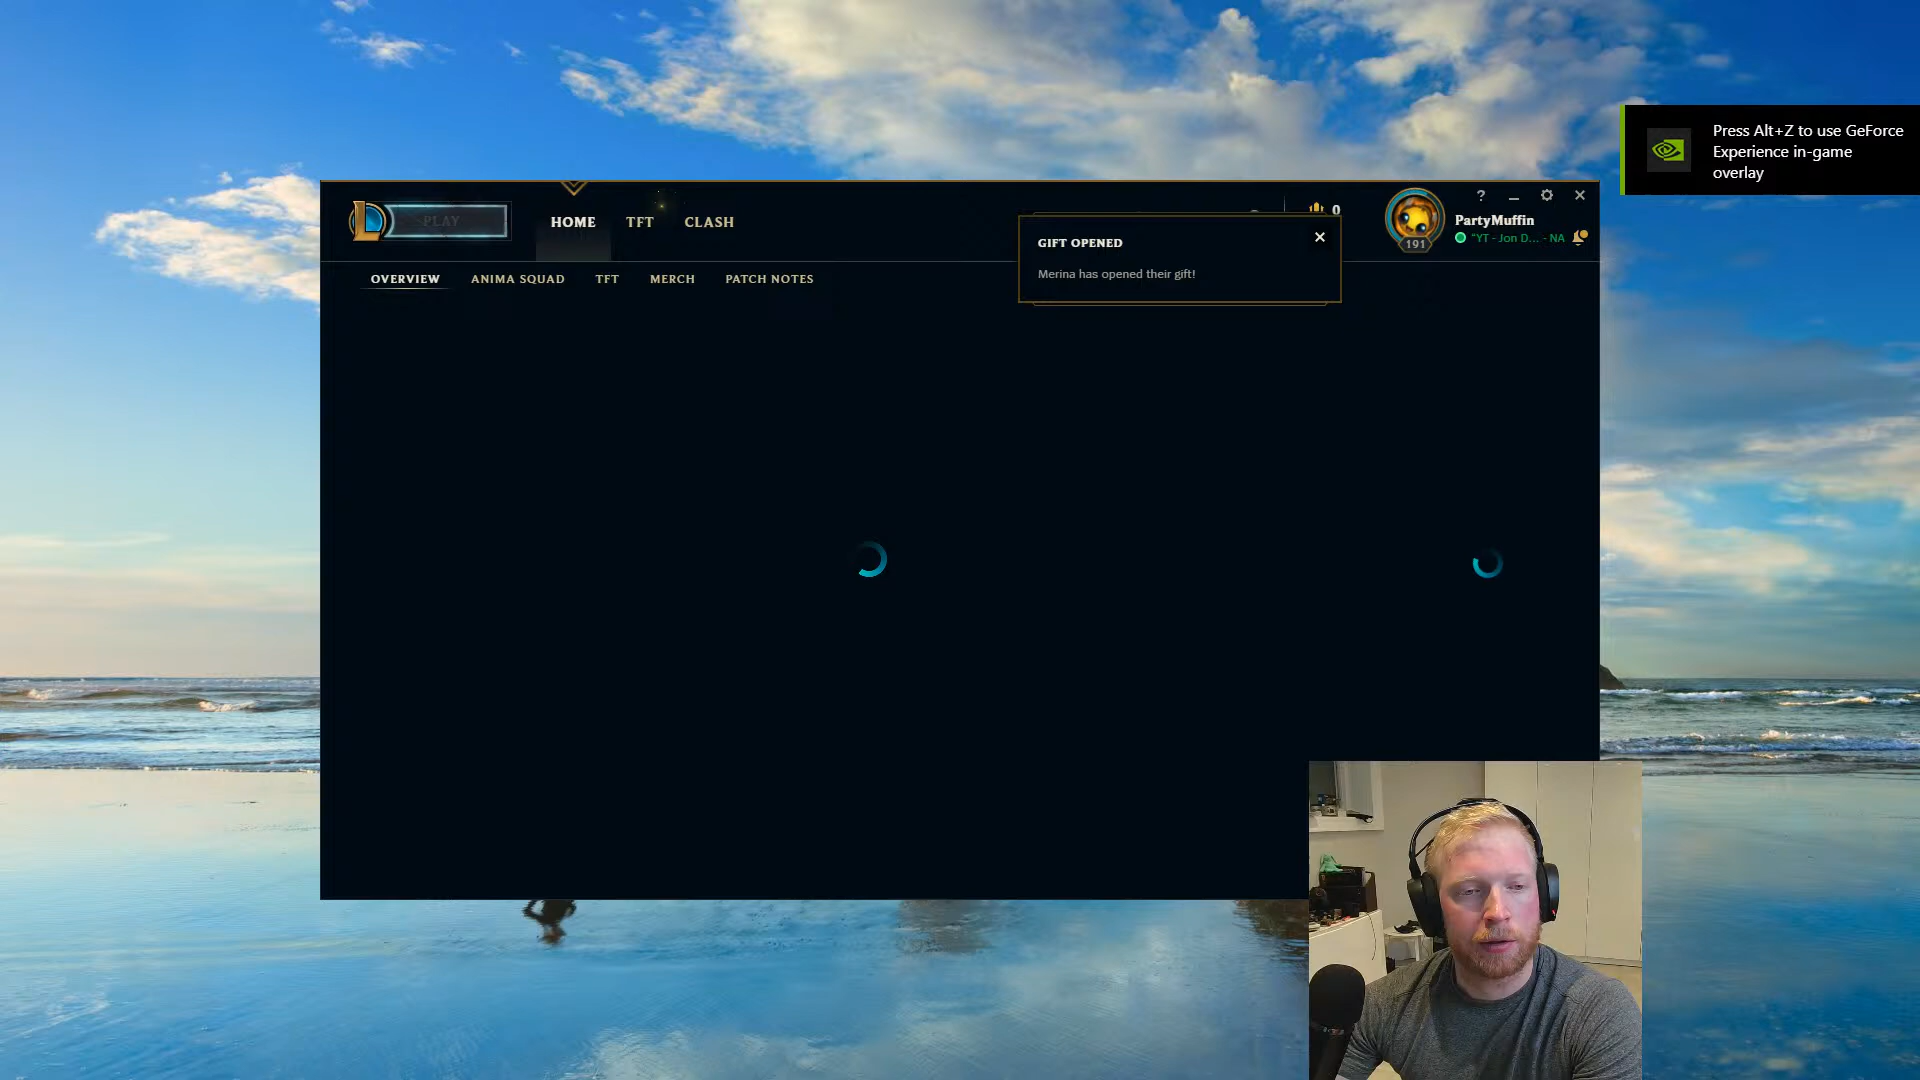 Press Alt+Z to use GeForce
Experience in-game
overlay
PLAY
HOME
TFT
CLASH
0
191
?
PartyMuffin
"YT - Jon D... - NA
GIFT OPENED
Merina has opened their gift!
OVERVIEW
ANIMA SQUAD
TFT
MERCH
PATCH NOTES